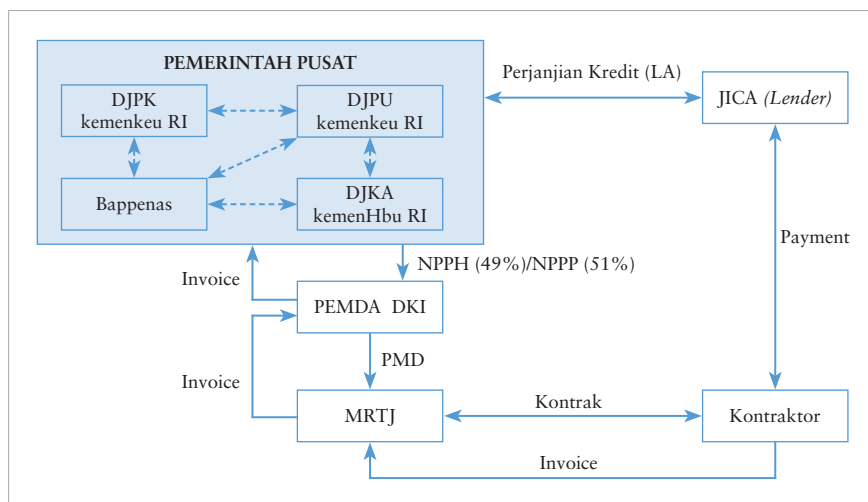 PEMERINTAH PUSAT
DJPK
kemenkeu RI
DJPU
kemenkeu RI
Bappenas
DJKA
kemenHbu RI
Perjanjian Kredit (LA)
JICA (Lender)
Payment
NPPH (49%)/NPPP (51%)
Invoice
PEMDA DKI
PMD
Invoice
MRTJ
Kontrak
Kontraktor
Invoice